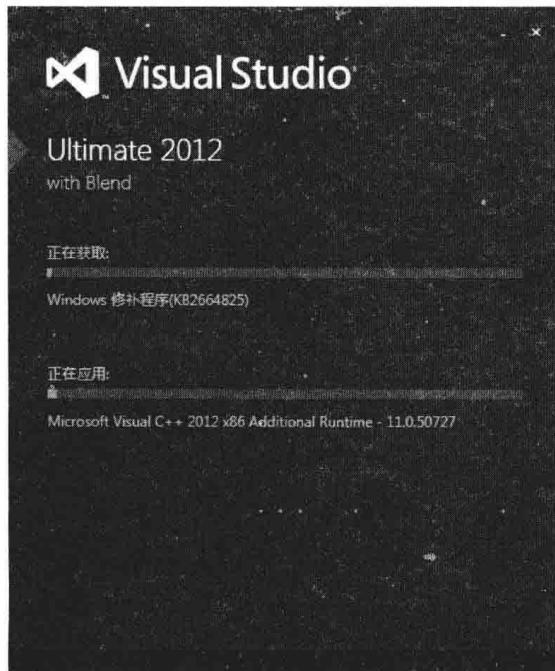 Visual Studio
Ultimate 2012
with Blend
正在获取:
Windows 修补程序(KB2664825)
正在应用:
Microsoft Visual C++ 2012 x86 Additional Runtime - 11.0.50727